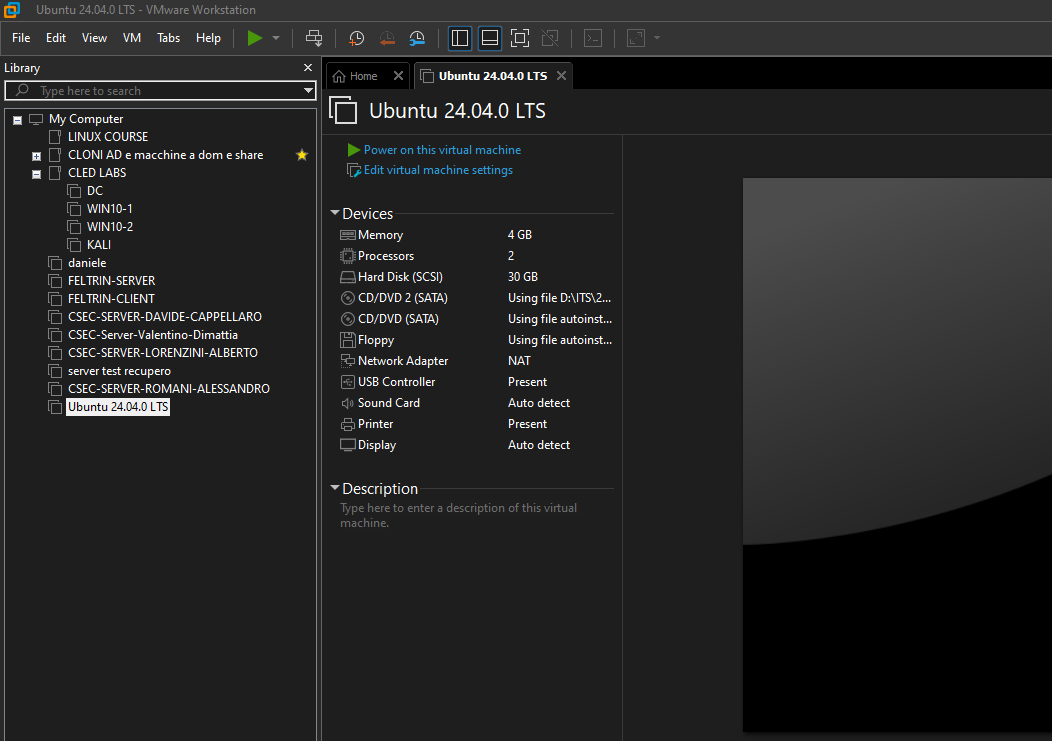 Ubuntu 24.04.0 LTS - VMware Workstation
File Edit View VM Tabs Help
Library
Type here to search
My Computer
LINUX COURSE
CLONI AD e macchine a dom e share
CLED LABS
DC
WIN10-1
WIN10-2
KALI
daniele
FELTRIN-SERVER
FELTRIN-CLIENT
CSEC-SERVER-DAVIDE-CAPPELLARO
CSEC-Server-Valentino-Dimattia
CSEC-SERVER-LORENZINI-ALBERTO
server test recupero
CSEC-SERVER-ROMANI-ALESSANDRO
Ubuntu 24.04.0 LTS
Home Ubuntu 24.04.0 LTS
Ubuntu 24.04.0 LTS
Power on this virtual machine
Edit virtual machine settings
Devices
Memory 4 GB
Processors 2
Hard Disk (SCSI) 30 GB
CD/DVD 2 (SATA) Using file D:\ITS\2...
CD/DVD (SATA) Using file autoinst...
Floppy Using file autoinst...
Network Adapter NAT
USB Controller Present
Sound Card Auto detect
Printer Present
Display Auto detect
Description
Type here to enter a description of this virtual
machine.